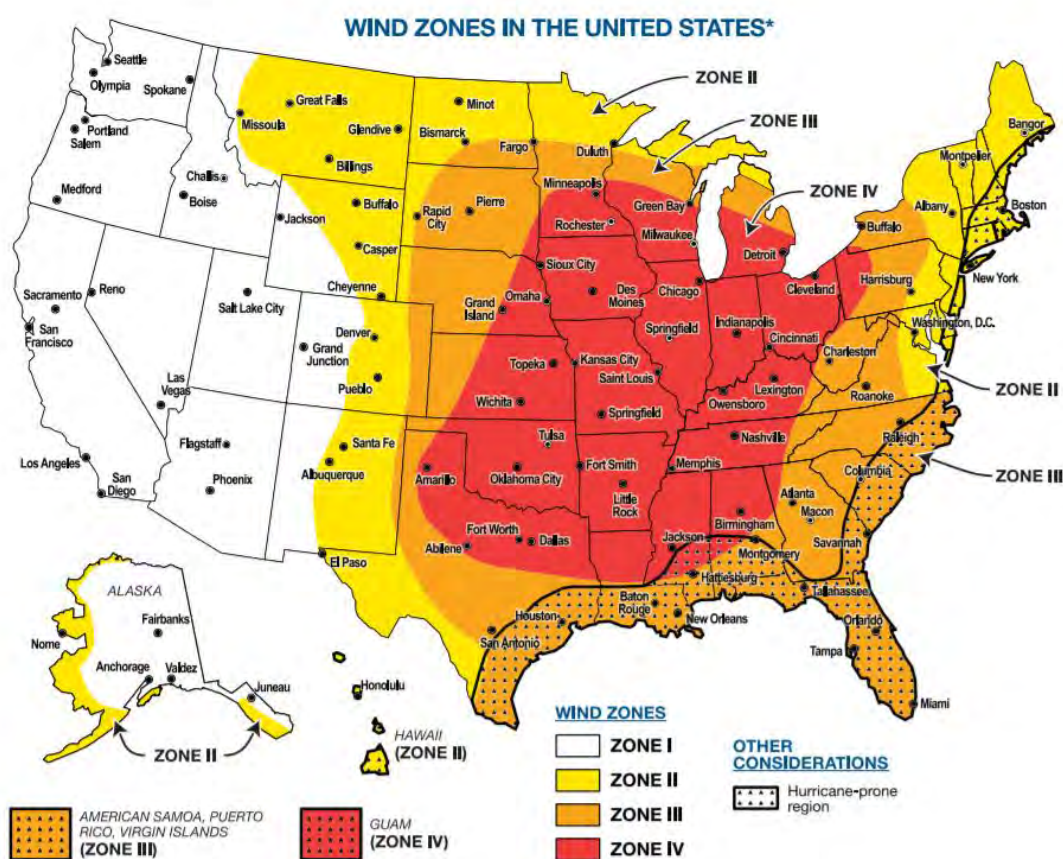 WIND ZONES IN THE UNITED STATES*
Seattle
Olympia
Spokane
Portland
Salem
Medford
Challis
Boise
Missoula
Great Falls
Glendive
Billings
Minot
Bismarck
Fargo
Duluth
ZONE II
ZONE III
ZONE IV
Bangor
Montpelier
Albany
Boston
Buffalo
New York
Jackson
Buffalo
Casper
Cheyenne
Rapid
City
Pierre
Minneapolis
Rochester
Green Bay
Milwaukee
Detroit
Cleveland
Harrisburg
Washington, D.C.
Sioux City
Omaha
Des
Moines
Chicago
Grand
Island
Springfield
Indianapolis
Cincinnati
Charleston
Roanoke
ZONE II
Reno
Sacramento
San
Francisco
Salt Lake City
Denver
Grand
Junction
Pueblo
Topeka
Kansas City
Saint Louis
Lexington
Owensboro
Las
Vegas
Wichita
Springfield
Nashville
Raleigh
ZONE III
Los Angeles
San
Diego
Flagstaff
Phoenix
Santa Fe
Albuquerque
Amarillo
Tulsa
Oklahoma
City
Fort Smith
Little
Rock
Memphis
Columbia
Atlanta
Macon
Birmingham
Savannah
El Paso
Abilene
Fort Worth
Dallas
Jackson
Montgomery
Hattiesburg
Tallahassee
Houston
San Antonio
Baton
Rouge
New Orleans
Orlando
Tampa
Miami
ALASKA
Fairbanks
Nome
Anchorage
Valdez
Juneau
ZONE II
Honolulu
HAWAII
(ZONE II)
WIND ZONES
ZONE I
ZONE II
ZONE III
ZONE IV
OTHER
CONSIDERATIONS
Hurricane-prone
region
AMERICAN SAMOA, PUERTO
RICO, VIRGIN ISLANDS
(ZONE III)
GUAM
(ZONE IV)